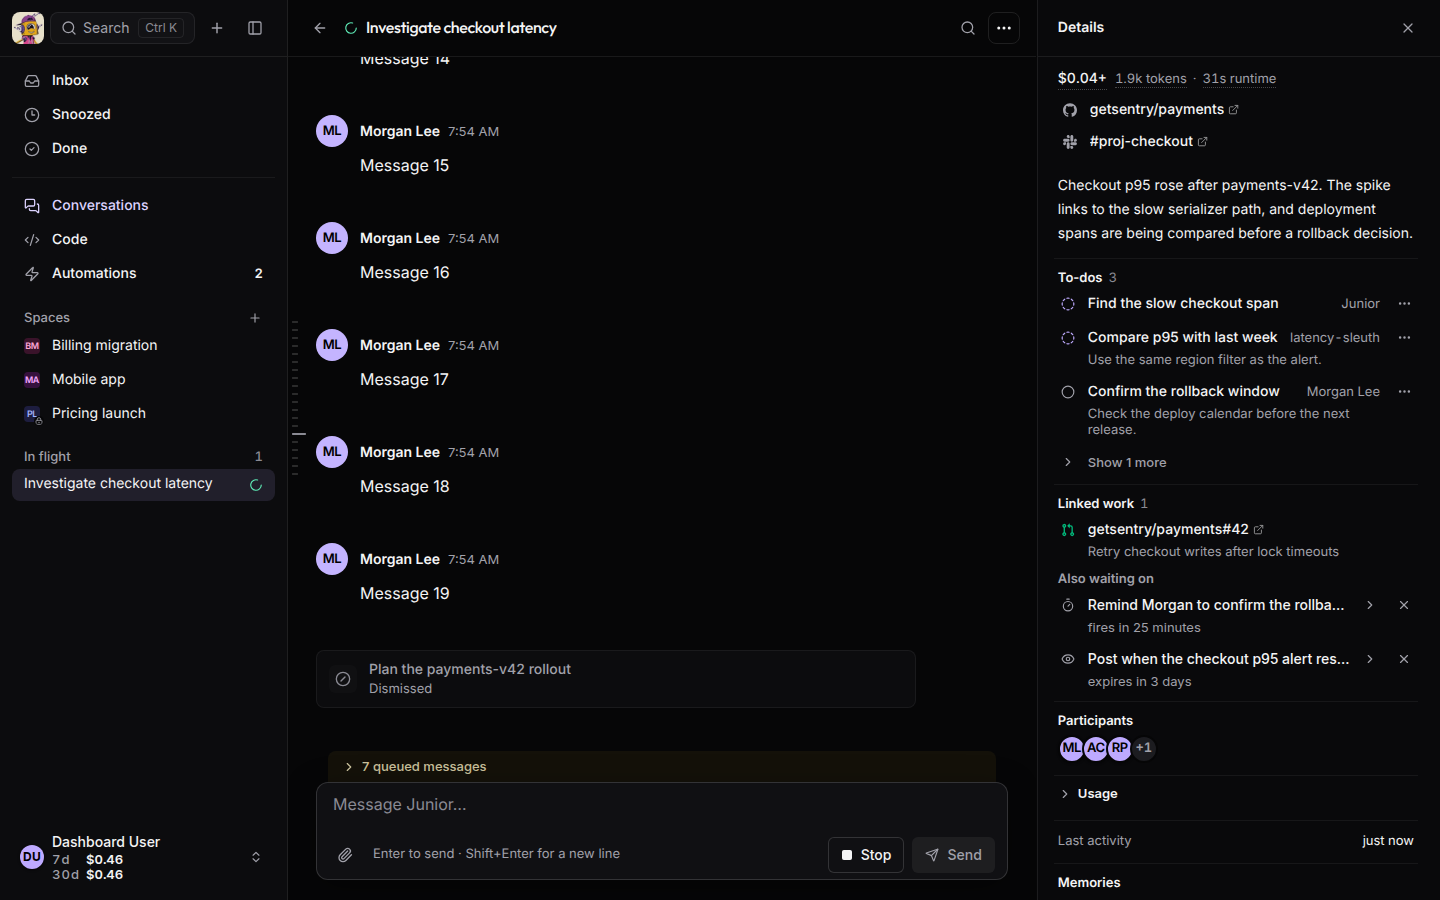 Search Ctrl K
Inbox
Snoozed
Done
Conversations
Code
Automations 2
Spaces
BM Billing migration
MA Mobile app
PL Pricing launch
In flight 1
Investigate checkout latency
DU Dashboard User
7d $0.46
30d $0.46
Investigate checkout latency
Message 14
ML Morgan Lee 7:54 AM
Message 15
ML Morgan Lee 7:54 AM
Message 16
ML Morgan Lee 7:54 AM
Message 17
ML Morgan Lee 7:54 AM
Message 18
ML Morgan Lee 7:54 AM
Message 19
Plan the payments-v42 rollout
Dismissed
7 queued messages
Message Junior...
Enter to send · Shift+Enter for a new line
Stop
Send
Details
$0.04+ 1.9k tokens · 31s runtime
getsentry/payments
#proj-checkout
Checkout p95 rose after payments-v42. The spike
links to the slow serializer path, and deployment
spans are being compared before a rollback decision.
To-dos 3
Find the slow checkout span Junior
Compare p95 with last week latency-sleuth
Use the same region filter as the alert.
Confirm the rollback window Morgan Lee
Check the deploy calendar before the next
release.
Show 1 more
Linked work 1
getsentry/payments#42
Retry checkout writes after lock timeouts
Also waiting on
Remind Morgan to confirm the rollba...
fires in 25 minutes
Post when the checkout p95 alert res...
expires in 3 days
Participants
ML AC RP +1
Usage
Last activity just now
Memories